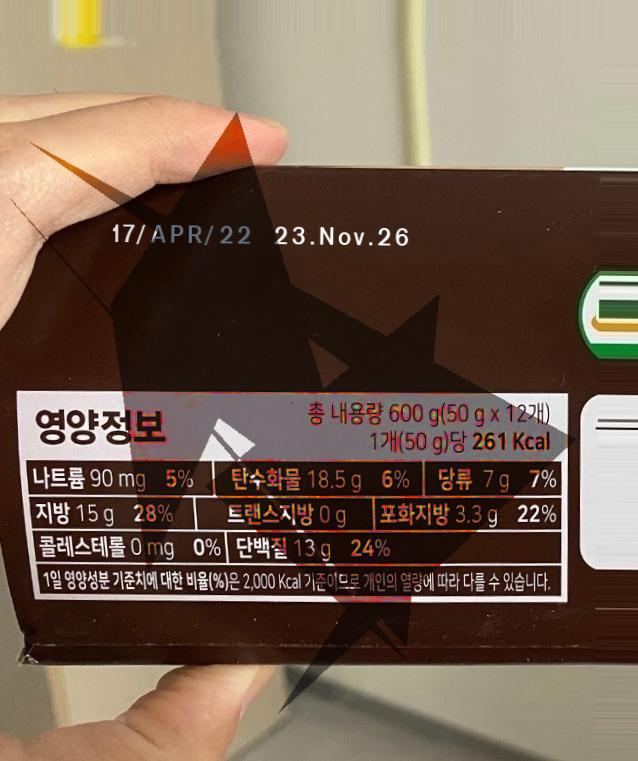 17/APR/22 23.Nov.26
영양정보
총 내용량 600 g(50 g x 12개)
1개(50 g)당 261 Kcal
나트륨 90 mg 5% 탄수화물 18.5 g 6% 당류 7 g 7%
지방 15 g 28% 트랜스지방 0 g 포화지방 3.3 g 22%
콜레스테롤 0 mg 0% 단백질 13 g 24%
1일 영양성분 기준치에 대한 비율(%)은 2,000 Kcal 기준이므로 개인의 열량에 따라 다를 수 있습니다.